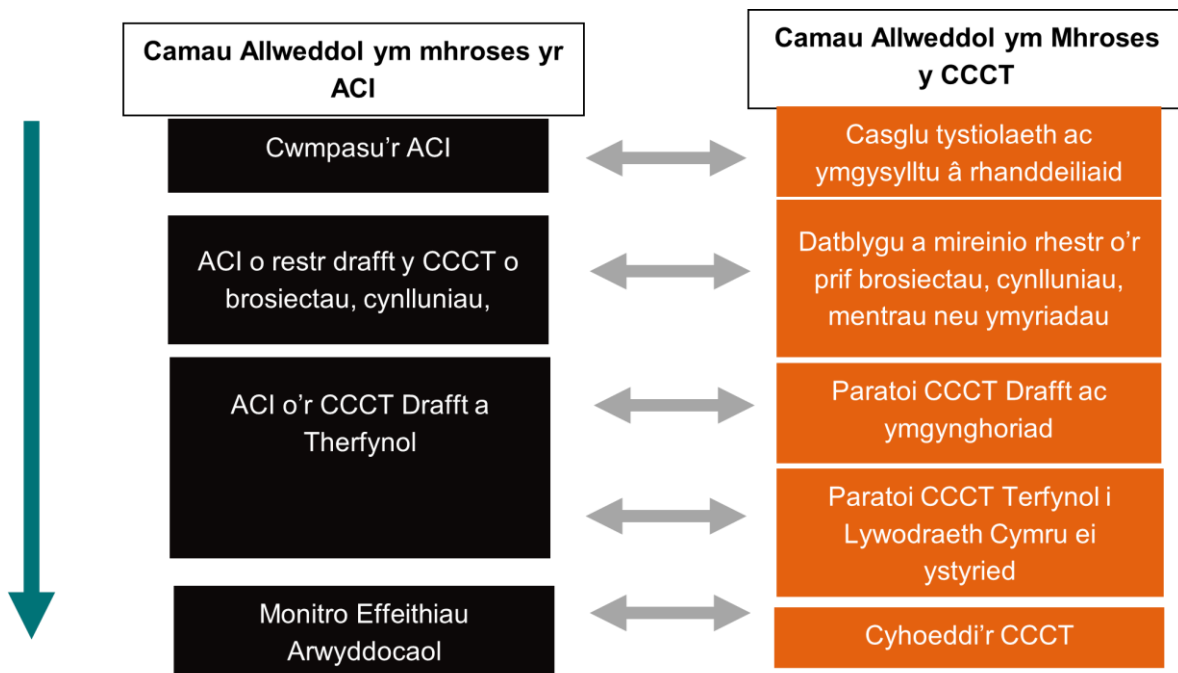 Camau Allweddol ym mhroses yr
ACI
Cwmpasu’r ACI
ACI o restr drafft y CCCT o
brosiectau, cynlluniau,
ACI o’r CCCT Drafft a
Therfynol
Monitro Effeithiau
Arwyddocaol
Camau Allweddol ym Mhroses
y CCCT
Casglu tystiolaeth ac
ymgysylltu â rhanddeiliaid
Datblygu a mireinio rhestr o’r
prif brosiectau, cynlluniau,
mentrau neu ymyriadau
Paratoi CCCT Drafft ac
ymgynghoriad
Paratoi CCCT Terfynol i
Lywodraeth Cymru ei
ystyried
Cyhoeddi’r CCCT